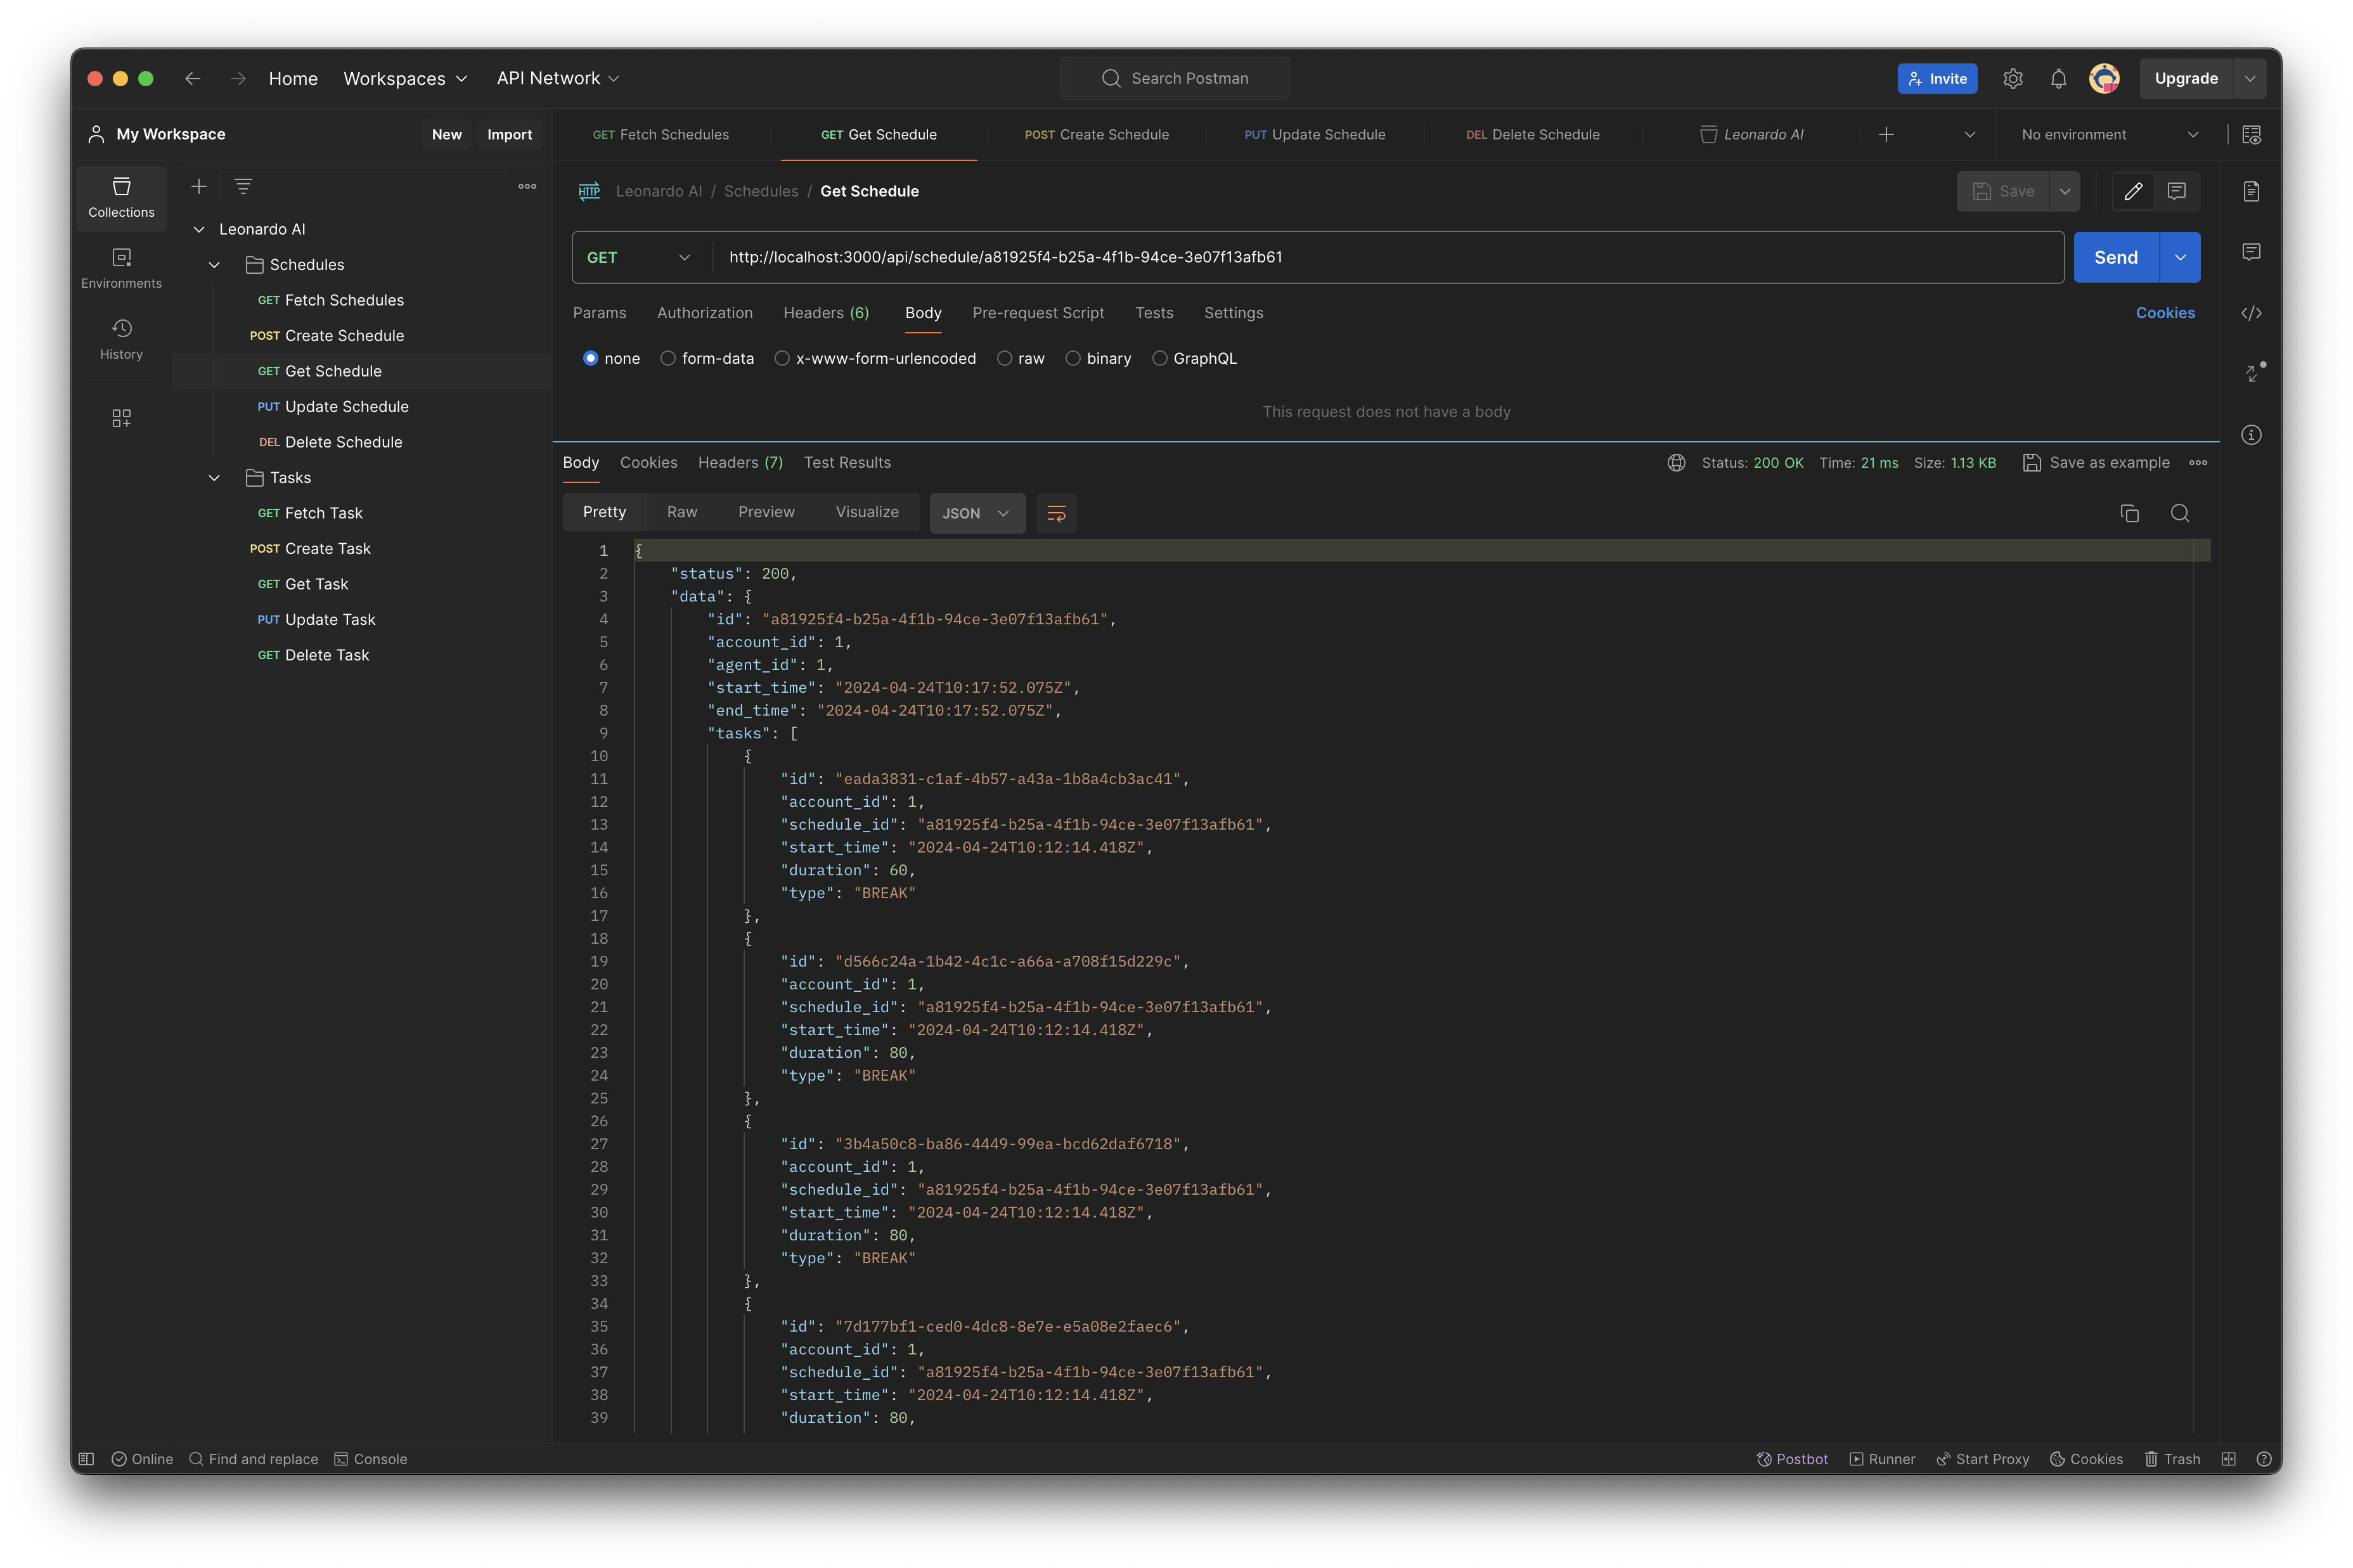 Home Workspaces API Network Search Postman Invite Upgrade
My Workspace New Import
GET Fetch Schedules GET Get Schedule POST Create Schedule PUT Update Schedule DEL Delete Schedule Leonardo AI No environment
Collections
Environments
History
Leonardo AI
Schedules
GET Fetch Schedules
POST Create Schedule
GET Get Schedule
PUT Update Schedule
DEL Delete Schedule
Tasks
GET Fetch Task
POST Create Task
GET Get Task
PUT Update Task
GET Delete Task
HTTP Leonardo AI / Schedules / Get Schedule Save
GET http://localhost:3000/api/schedule/a81925f4-b25a-4f1b-94ce-3e07f13afb61 Send
Params Authorization Headers (6) Body Pre-request Script Tests Settings Cookies
none form-data x-www-form-urlencoded raw binary GraphQL
This request does not have a body
Body Cookies Headers (7) Test Results Status: 200 OK Time: 21 ms Size: 1.13 KB Save as example
Pretty Raw Preview Visualize JSON
1 {
2 "status": 200,
3 "data": {
4 "id": "a81925f4-b25a-4f1b-94ce-3e07f13afb61",
5 "account_id": 1,
6 "agent_id": 1,
7 "start_time": "2024-04-24T10:17:52.075Z",
8 "end_time": "2024-04-24T10:17:52.075Z",
9 "tasks": [
10 {
11 "id": "eada3831-c1af-4b57-a43a-1b8a4cb3ac41",
12 "account_id": 1,
13 "schedule_id": "a81925f4-b25a-4f1b-94ce-3e07f13afb61",
14 "start_time": "2024-04-24T10:12:14.418Z",
15 "duration": 60,
16 "type": "BREAK"
17 },
18 {
19 "id": "d566c24a-1b42-4c1c-a66a-a708f15d229c",
20 "account_id": 1,
21 "schedule_id": "a81925f4-b25a-4f1b-94ce-3e07f13afb61",
22 "start_time": "2024-04-24T10:12:14.418Z",
23 "duration": 80,
24 "type": "BREAK"
25 },
26 {
27 "id": "3b4a50c8-ba86-4449-99ea-bcd62daf6718",
28 "account_id": 1,
29 "schedule_id": "a81925f4-b25a-4f1b-94ce-3e07f13afb61",
30 "start_time": "2024-04-24T10:12:14.418Z",
31 "duration": 80,
32 "type": "BREAK"
33 },
34 {
35 "id": "7d177bf1-ced0-4dc8-8e7e-e5a08e2faec6",
36 "account_id": 1,
37 "schedule_id": "a81925f4-b25a-4f1b-94ce-3e07f13afb61",
38 "start_time": "2024-04-24T10:12:14.418Z",
39 "duration": 80,
Online Find and replace Console Postbot Runner Start Proxy Cookies Trash